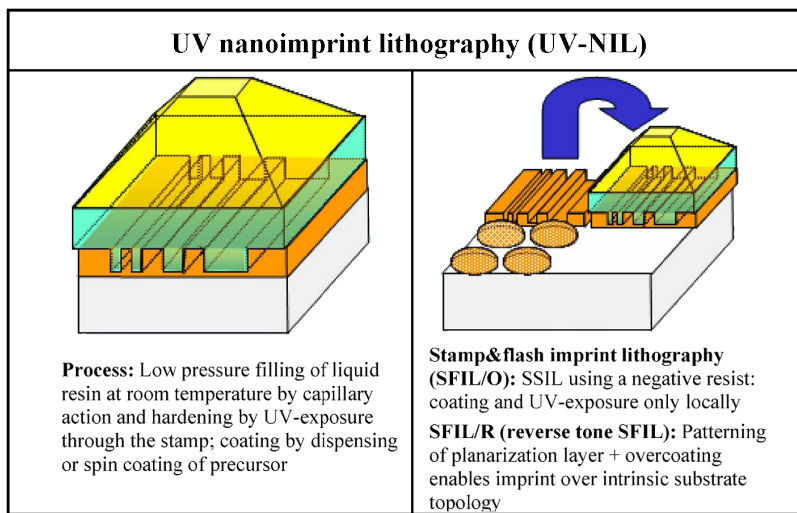 UV nanoimprint lithography (UV-NIL)
Process: Low pressure filling of liquid
resin at room temperature by capillary
action and hardening by UV-exposure
through the stamp; coating by dispensing
or spin coating of precursor
Stamp&flash imprint lithography
(SFIL/O): SSIL using a negative resist:
coating and UV-exposure only locally
SFIL/R (reverse tone SFIL): Patterning
of planarization layer + overcoating
enables imprint over intrinsic substrate
topology